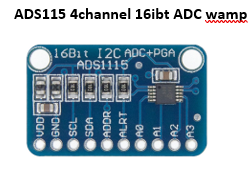 ADS115 4channel 16ibt ADC wamp
16Bit I2C ADC+PGA
ADS1115
VDD GND SCL SDA ADDR ALRT A0 A1 A2 A3